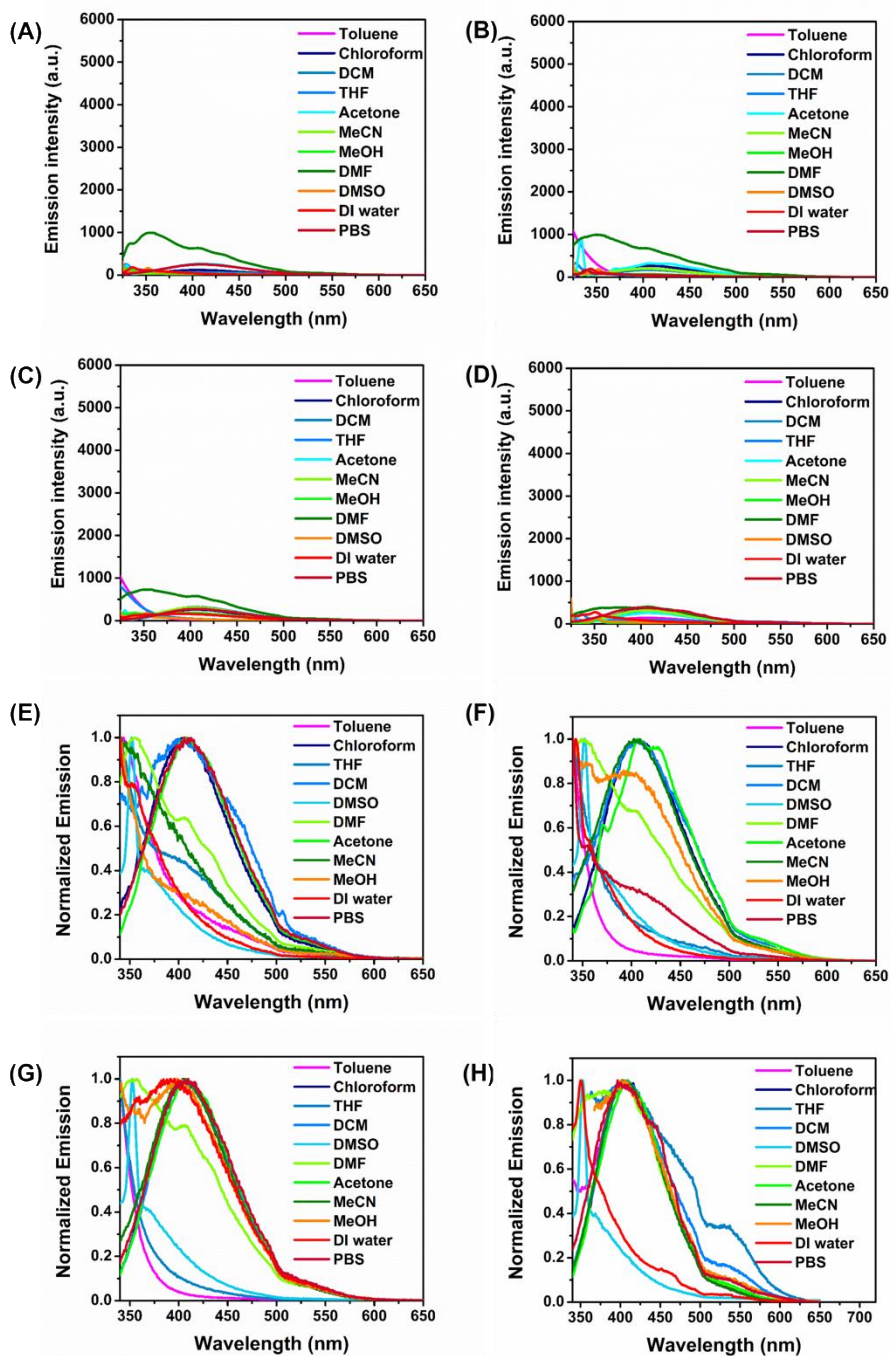 (A)
6000
5000
4000
3000
2000
1000
0
Emission intensity (a.u.)
350 400 450 500 550 600 650
Wavelength (nm)
Toluene
Chloroform
DCM
THF
Acetone
MeCN
MeOH
DMF
DMSO
DI water
PBS
(B)
6000
5000
4000
3000
2000
1000
0
Emission intensity (a.u.)
350 400 450 500 550 600 650
Wavelength (nm)
Toluene
Chloroform
DCM
THF
Acetone
MeCN
MeOH
DMF
DMSO
DI water
PBS
(C)
6000
5000
4000
3000
2000
1000
0
Emission intensity (a.u.)
350 400 450 500 550 600 650
Wavelength (nm)
Toluene
Chloroform
DCM
THF
Acetone
MeCN
MeOH
DMF
DMSO
DI water
PBS
(D)
6000
5000
4000
3000
2000
1000
0
Emission intensity (a.u.)
350 400 450 500 550 600 650
Wavelength (nm)
Toluene
Chloroform
DCM
THF
Acetone
MeCN
MeOH
DMF
DMSO
DI water
PBS
(E)
1.0
0.8
0.6
0.4
0.2
0.0
Normalized Emission
350 400 450 500 550 600 650
Wavelength (nm)
Toluene
Chloroform
THF
DCM
DMSO
DMF
Acetone
MeCN
MeOH
DI water
PBS
(F)
1.0
0.8
0.6
0.4
0.2
0.0
Normalized Emission
350 400 450 500 550 600 650
Wavelength (nm)
Toluene
Chloroform
THF
DCM
DMSO
DMF
Acetone
MeCN
MeOH
DI water
PBS
(G)
1.0
0.8
0.6
0.4
0.2
0.0
Normalized Emission
350 400 450 500 550 600 650
Wavelength (nm)
Toluene
Chloroform
THF
DCM
DMSO
DMF
Acetone
MeCN
MeOH
DI water
PBS
(H)
1.0
0.8
0.6
0.4
0.2
0.0
Normalized Emission
350 400 450 500 550 600 650 700
Wavelength (nm)
Toluene
Chloroform
THF
DCM
DMSO
DMF
Acetone
MeCN
MeOH
DI water
PBS